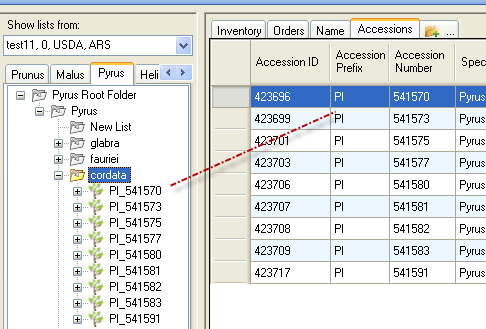 Show lists from:
test11, 0, USDA, ARS
Prunus Malus Pyrus Heli
Pyrus Root Folder
Pyrus
New List
glabra
fauriei
cordata
PI_541570
PI_541573
PI_541575
PI_541577
PI_541580
PI_541581
PI_541582
PI_541583
PI_541591
Inventory Orders Name Accessions ...
Accession ID Accession Prefix Accession Number Spec
423696 PI 541570 Pyrus
423699 PI 541573 Pyrus
423701 PI 541575 Pyrus
423703 PI 541577 Pyrus
423706 PI 541580 Pyrus
423707 PI 541581 Pyrus
423708 PI 541582 Pyrus
423709 PI 541583 Pyrus
423717 PI 541591 Pyrus